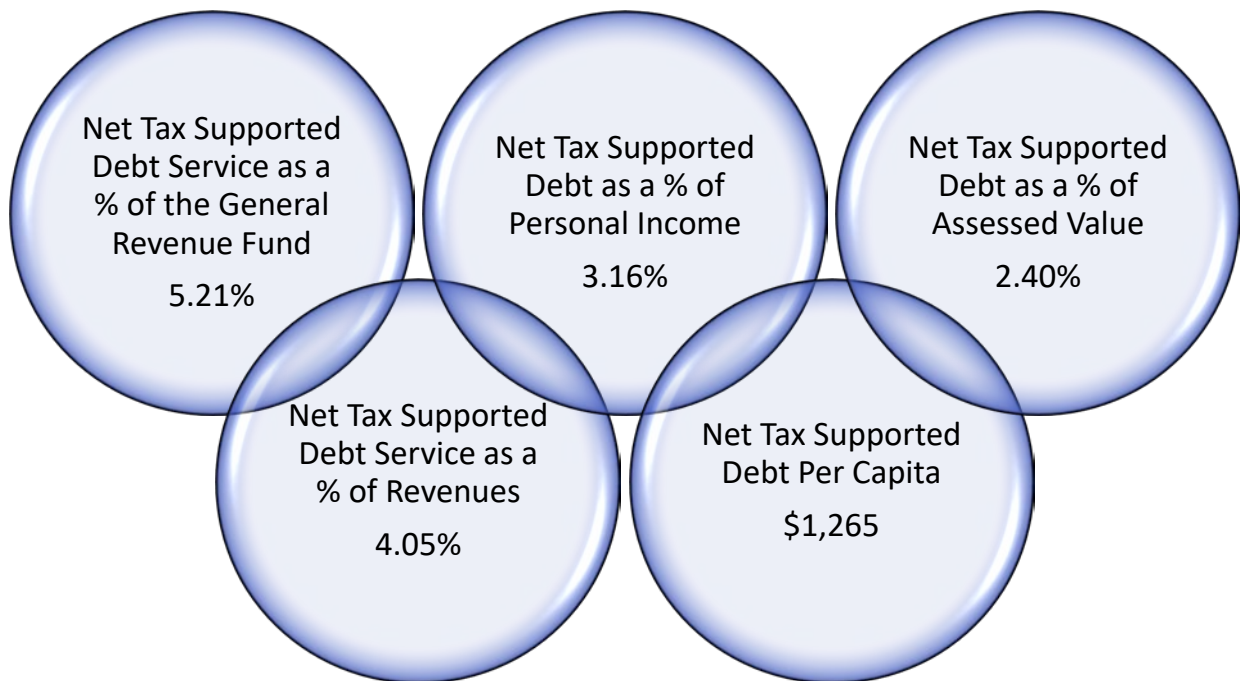 Net Tax Supported
Debt Service as a
% of the General
Revenue Fund
5.21%
Net Tax Supported
Debt as a % of
Personal Income
3.16%
Net Tax Supported
Debt as a % of
Assessed Value
2.40%
Net Tax Supported
Debt Service as a
% of Revenues
4.05%
Net Tax Supported
Debt Per Capita
$1,265